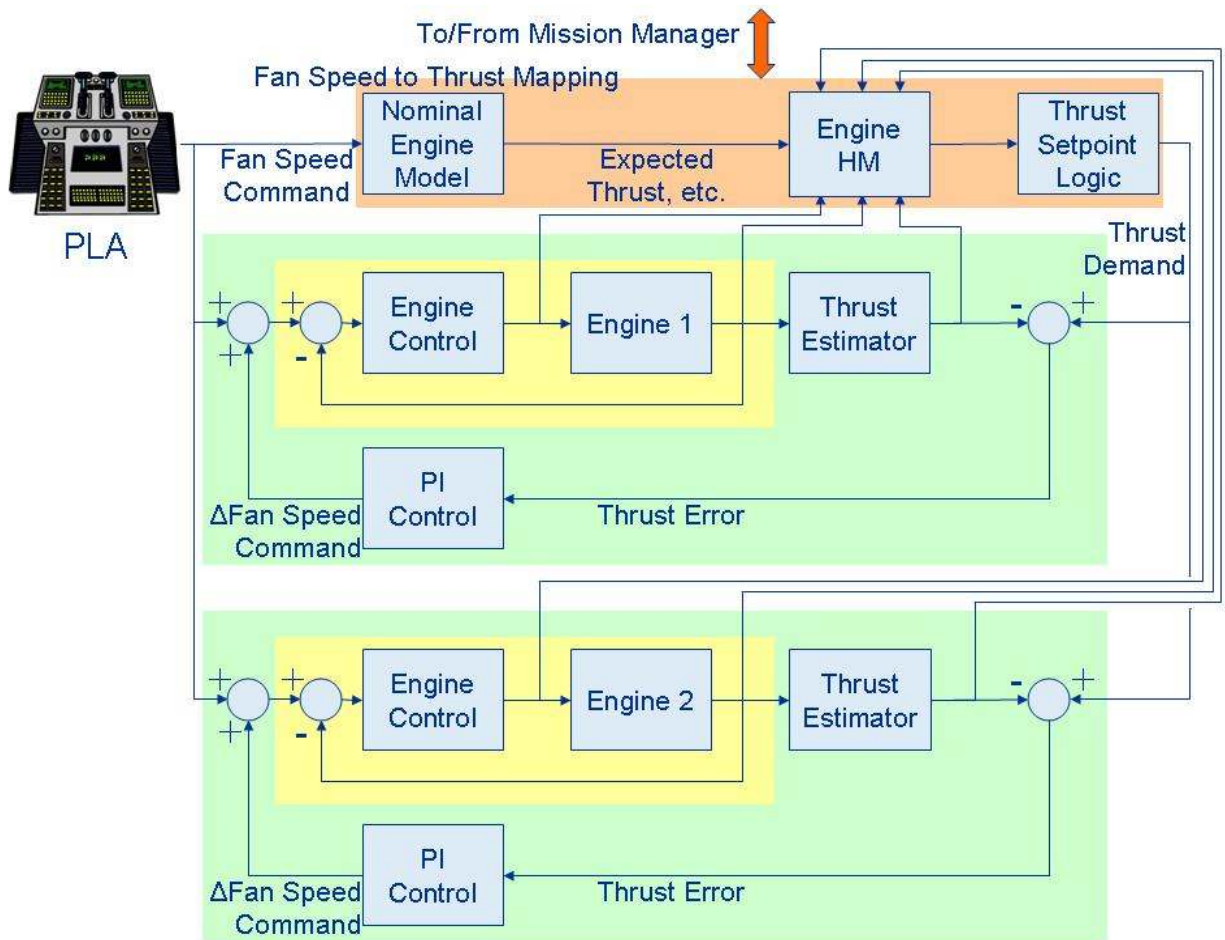 To/From Mission Manager
Fan Speed to Thrust Mapping
Nominal
Engine
Model
Engine
HM
Thrust
Setpoint
Logic
Fan Speed
Command
Expected
Thrust, etc.
PLA
Thrust
Demand
+
+
+
-
Engine
Control
Engine 1
Thrust
Estimator
-
+
PI
Control
ΔFan Speed
Command
Thrust Error
+
+
+
-
Engine
Control
Engine 2
Thrust
Estimator
-
+
PI
Control
ΔFan Speed
Command
Thrust Error